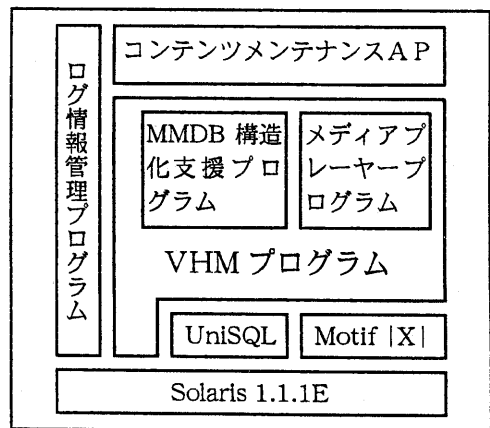 ログ情報管理プログラム
コンテンツメンテナンスAP
MMDB 構造
化支援プロ
グラム
メディアプ
レーヤープ
ログラム
VHM プログラム
UniSQL
Motif |X|
Solaris 1.1.1E